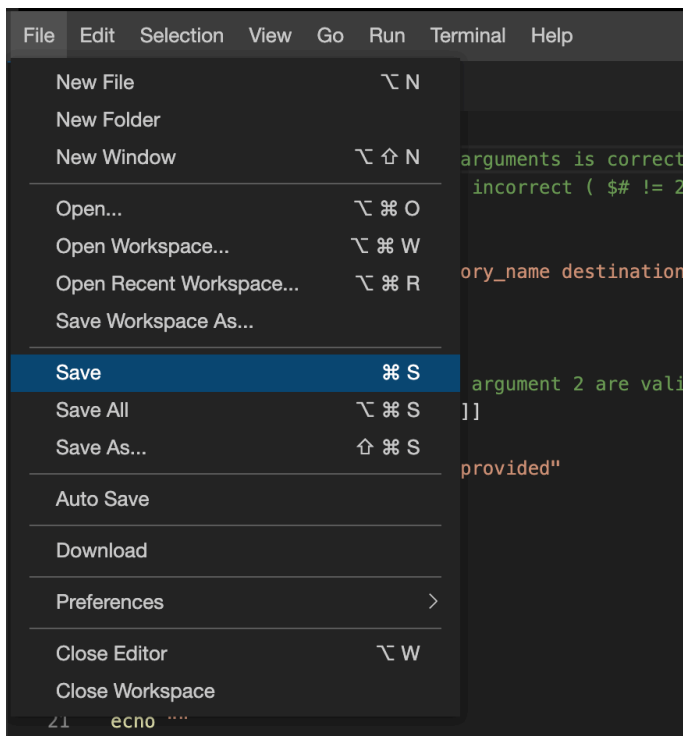 File Edit Selection View Go Run Terminal Help
New File ⌥ N
New Folder
New Window ⌥ ⇧ N
arguments is correct
incorrect ( $# != 2
Open... ⌥ ⌘ O
Open Workspace... ⌥ ⌘ W
Open Recent Workspace... ⌥ ⌘ R
ory_name destination
Save Workspace As...
Save ⌘ S
argument 2 are vali
Save All ⌥ ⌘ S
]]
Save As... ⇧ ⌘ S
provided"
Auto Save
Download
Preferences
Close Editor ⌥ W
Close Workspace
21 echo ""